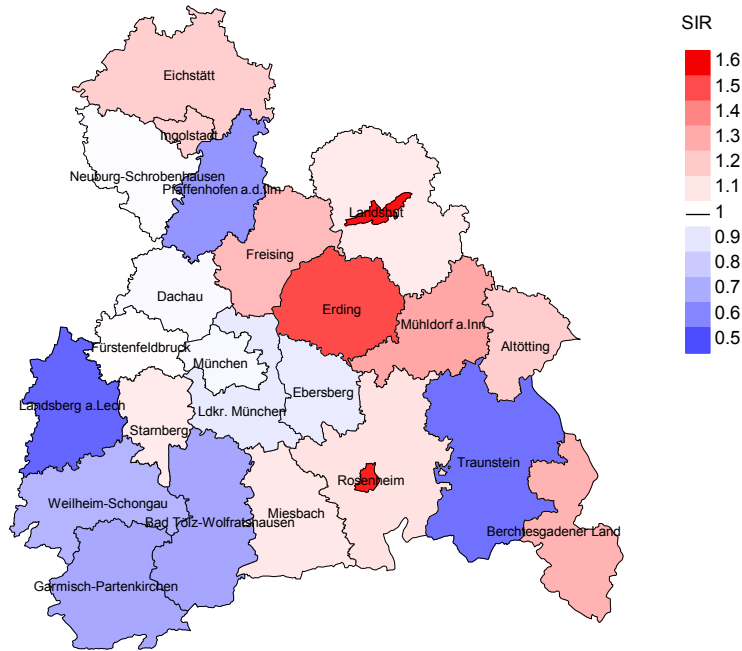 SIR
1.6
1.5
1.4
1.3
1.2
1.1
1
0.9
0.8
0.7
0.6
0.5
Eichstätt
Ingolstadt
Neuburg-Schrobenhausen
Pfaffenhofen a.d.Ilm
Landshut
Freising
Dachau
Erding
Mühldorf a.Inn
Altötting
Fürstenfeldbruck
München
Ebersberg
Landsberg a.Lech
Ldkr. München
Starnberg
Traunstein
Rosenheim
Weilheim-Schongau
Miesbach
Bad Tölz-Wolfratshausen
Berchtesgadener Land
Garmisch-Partenkirchen